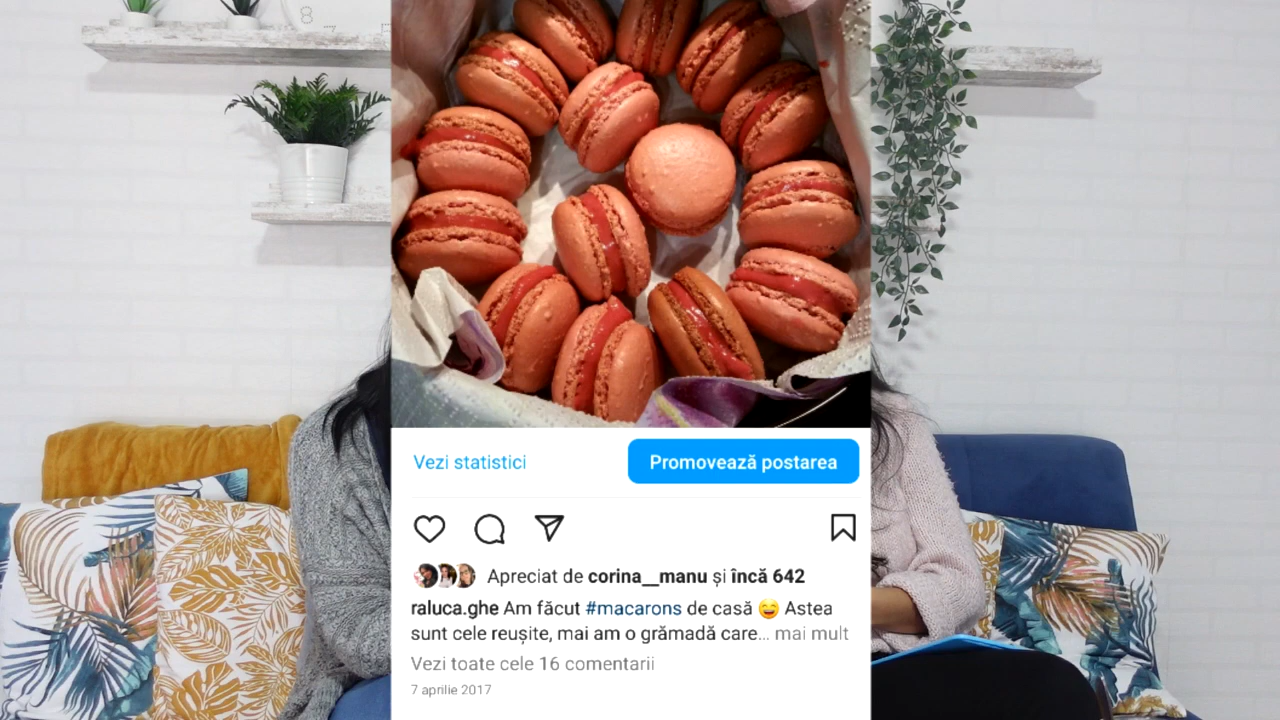 8
Vezi statistici
Promovează postarea
Apreciat de corina__manu și încă 642
raluca.ghe Am făcut #macarons de casă 😄 Astea
sunt cele reușite, mai am o grămadă care... mai mult
Vezi toate cele 16 comentarii
7 aprilie 2017